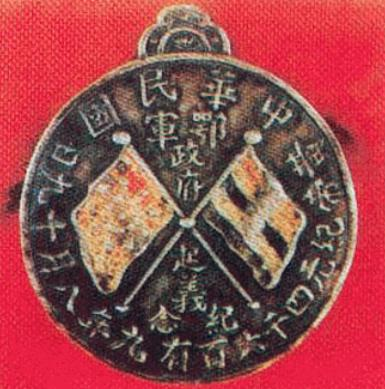 中華民國
黃帝紀元四千六百有九年八月十九日
鄂軍
政
府
起
義
紀念